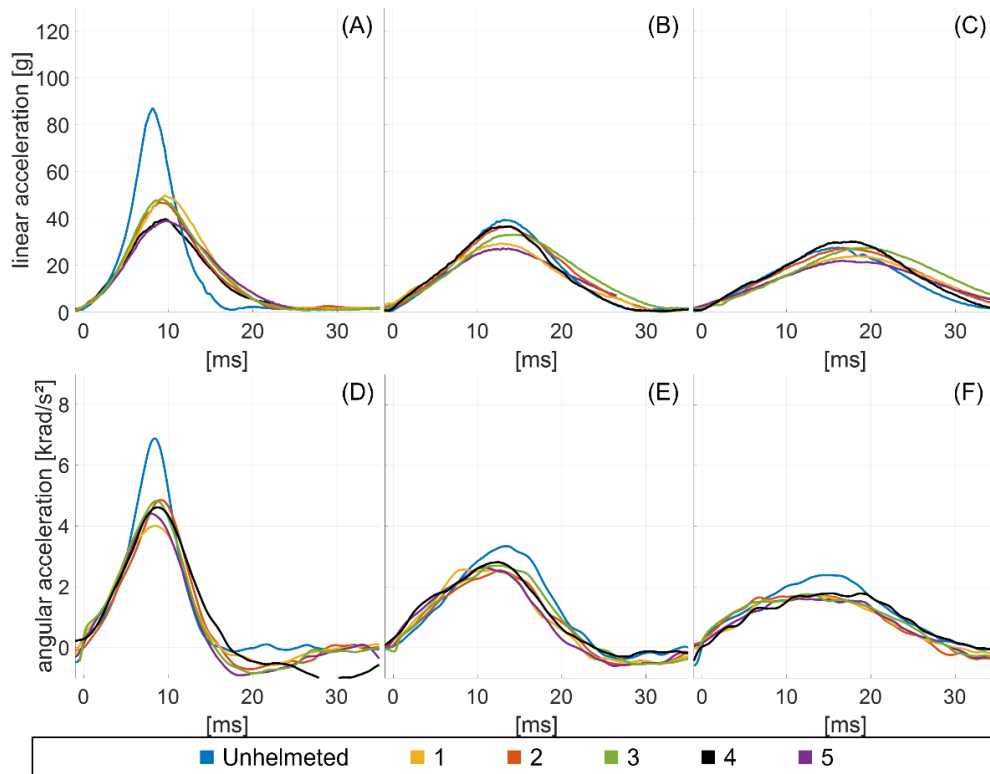 (A) (B) (C)
linear acceleration [g]
120
100
80
60
40
20
0
0 10 20 30 0 10 20 30 0 10 20 30
[ms] [ms] [ms]
(D) (E) (F)
angular acceleration [krad/s²]
8
6
4
2
0
0 10 20 30 0 10 20 30 0 10 20 30
[ms] [ms] [ms]
Unhelmeted 1 2 3 4 5